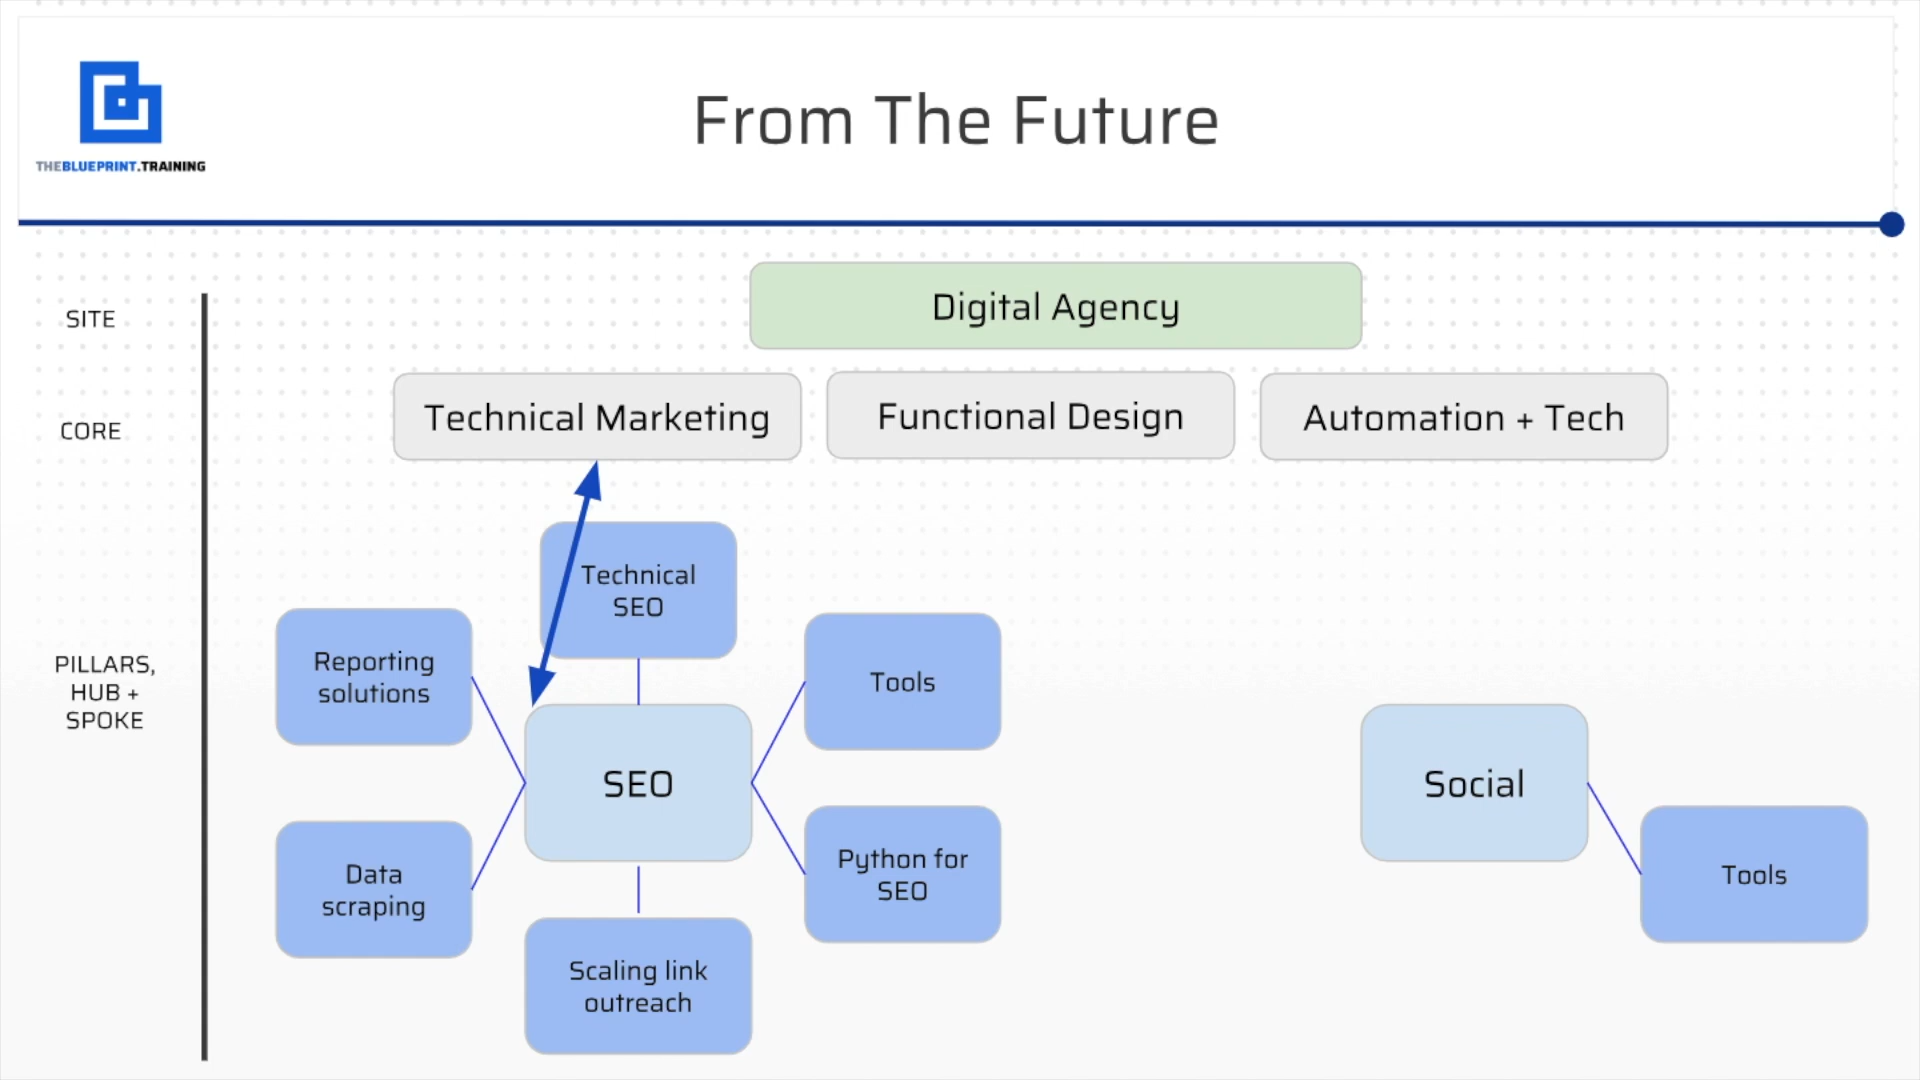 THEBLUEPRINT.TRAINING
From The Future
SITE
Digital Agency
CORE
Technical Marketing
Functional Design
Automation + Tech
PILLARS,
HUB +
SPOKE
Technical
SEO
Reporting
solutions
Tools
SEO
Social
Data
scraping
Python for
SEO
Tools
Scaling link
outreach